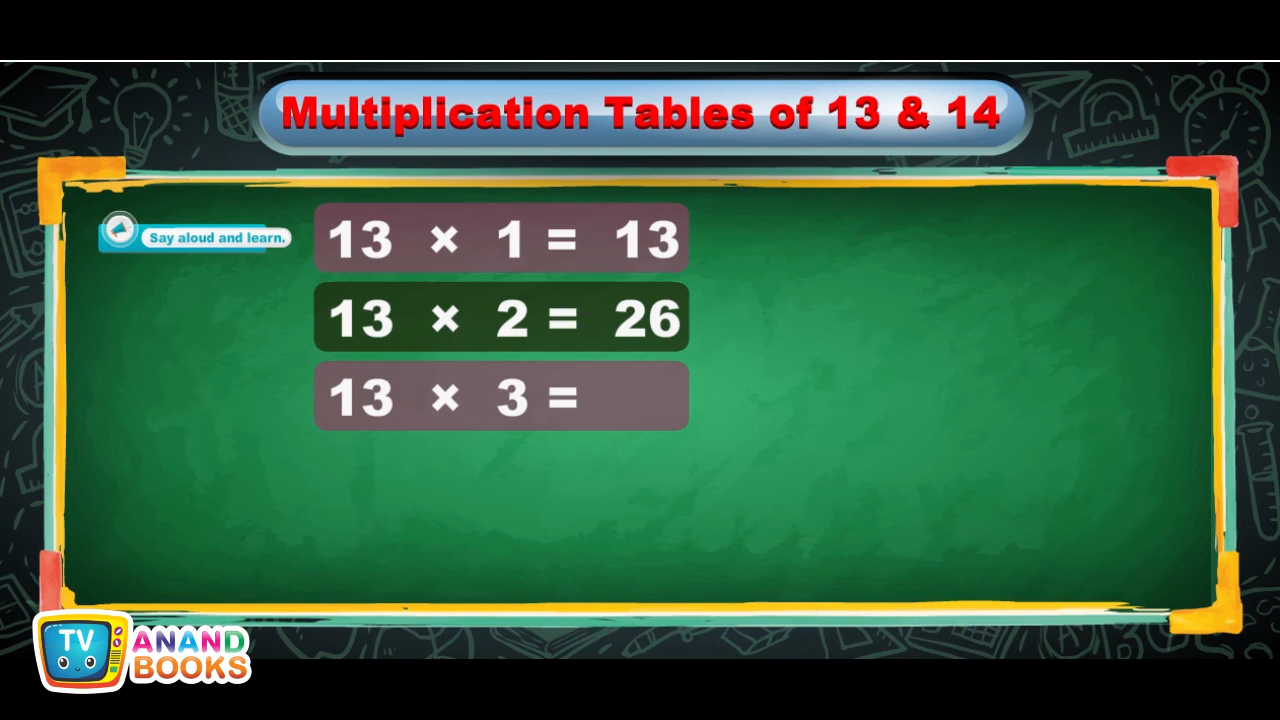 Multiplication Tables of 13 & 14
Say aloud and learn.
13 × 1 = 13
13 × 2 = 26
13 × 3 =
TV
ANAND
BOOKS